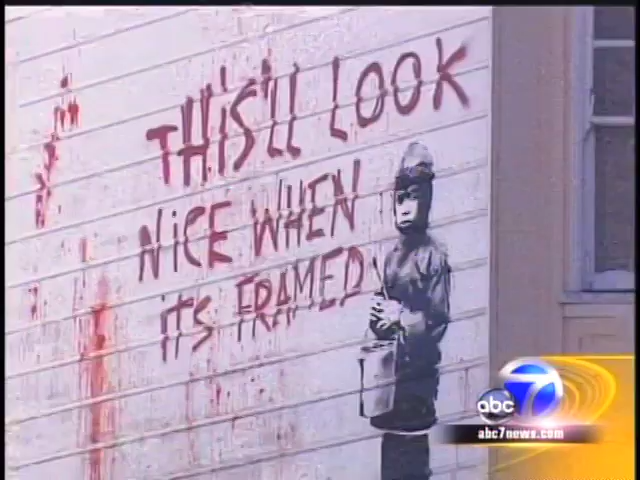 THiS'll LOOK
NiCE WHEN
iTS FRAMED
abc 7
abc7news.com